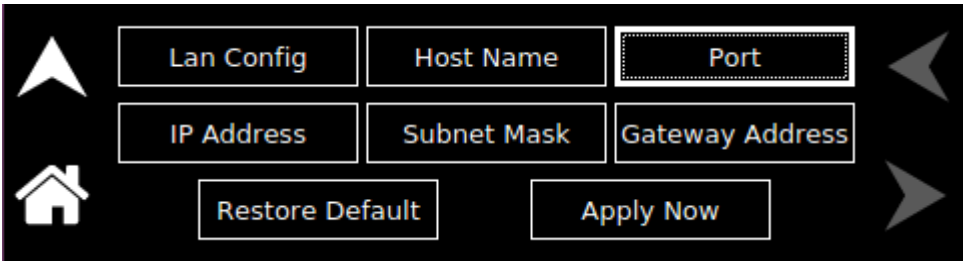 Lan Config Host Name Port
IP Address Subnet Mask Gateway Address
Restore Default Apply Now